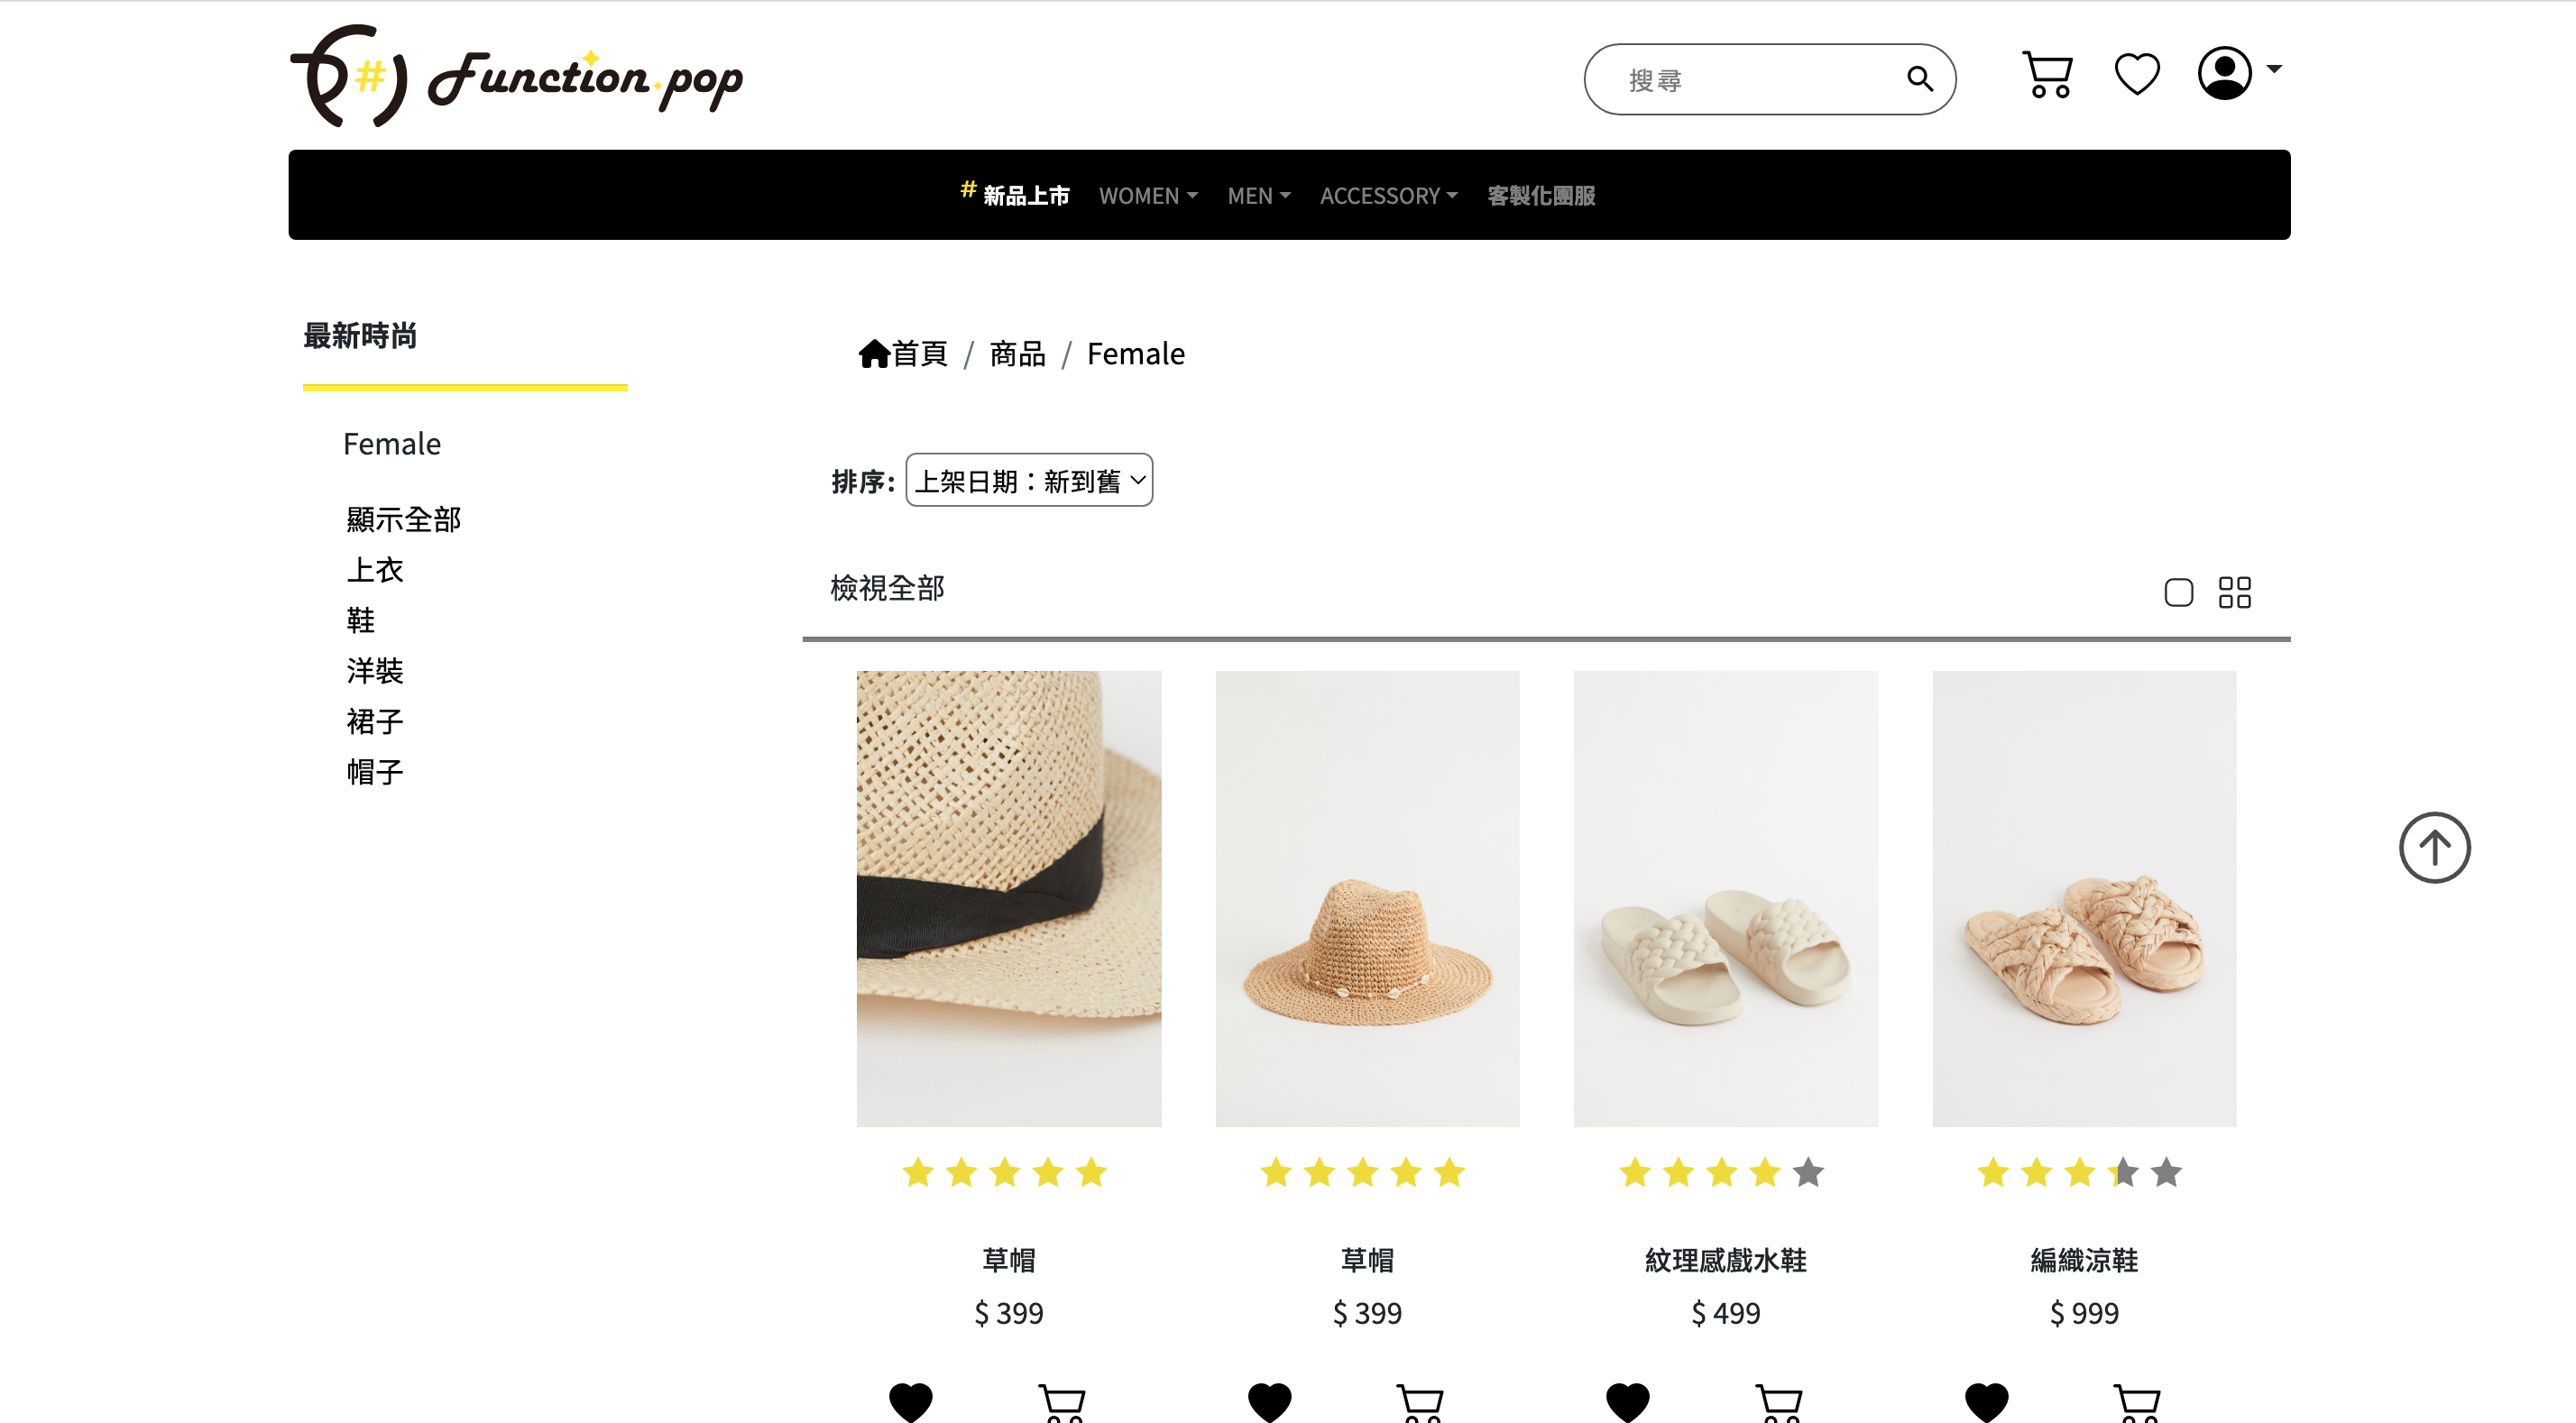 #) Function.pop
搜尋
# 新品上市 WOMEN MEN ACCESSORY 客製化團服
最新時尚
Female
顯示全部
上衣
鞋
洋裝
裙子
帽子
首頁 / 商品 / Female
排序: 上架日期：新到舊
檢視全部
草帽
$ 399
草帽
$ 399
紋理感戲水鞋
$ 499
編織涼鞋
$ 999